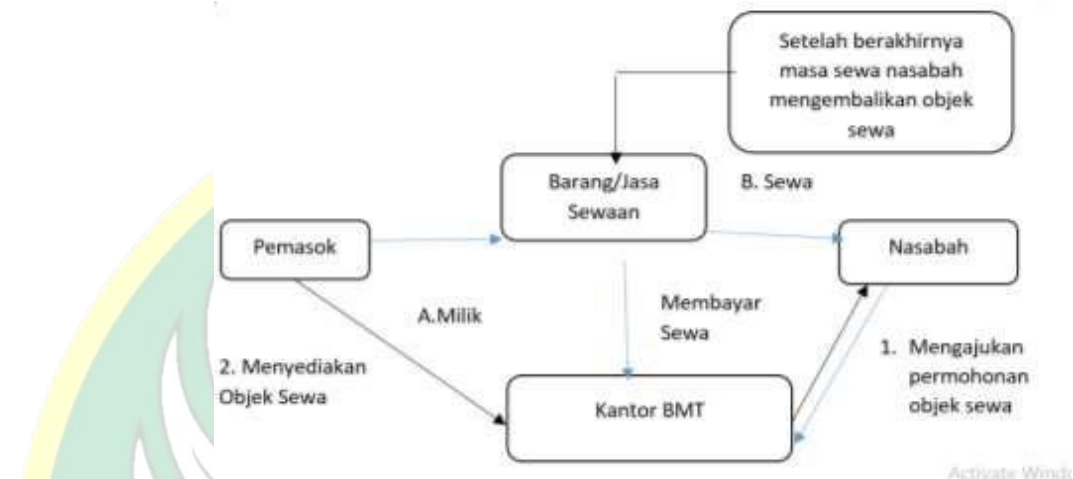 Setelah berakhirnya
masa sewa nasabah
mengembalikan objek
sewa
Barang/Jasa
Sewaan
B. Sewa
Pemasok
Nasabah
A.Milik
Membayar
Sewa
2. Menyediakan
Objek Sewa
1. Mengajukan
permohonan
objek sewa
Kantor BMT
Activate Windo